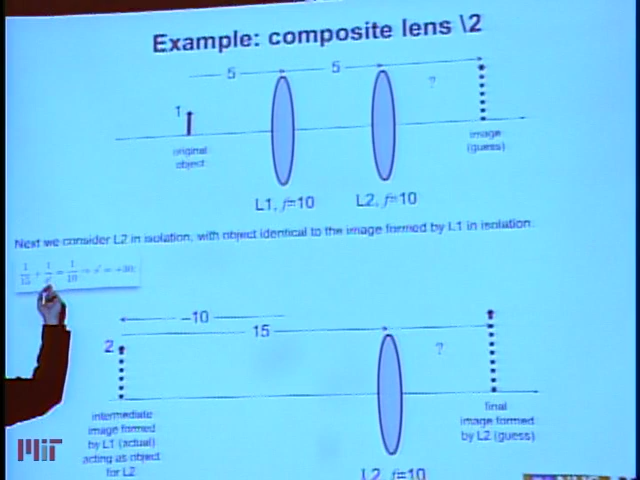 Example: composite lens \2
5
5
?
1
original
object
image
(guess)
L1, f=10
L2, f=10
Next we consider L2 in isolation, with object identical to the image formed by L1 in isolation:
1/15 + 1/s' = 1/10 ⇒ s' = +30;
−10
15
?
2
intermediate
image formed
by L1 (actual)
acting as object
for L2
final
image formed
by L2 (guess)
L2, f=10
MIT